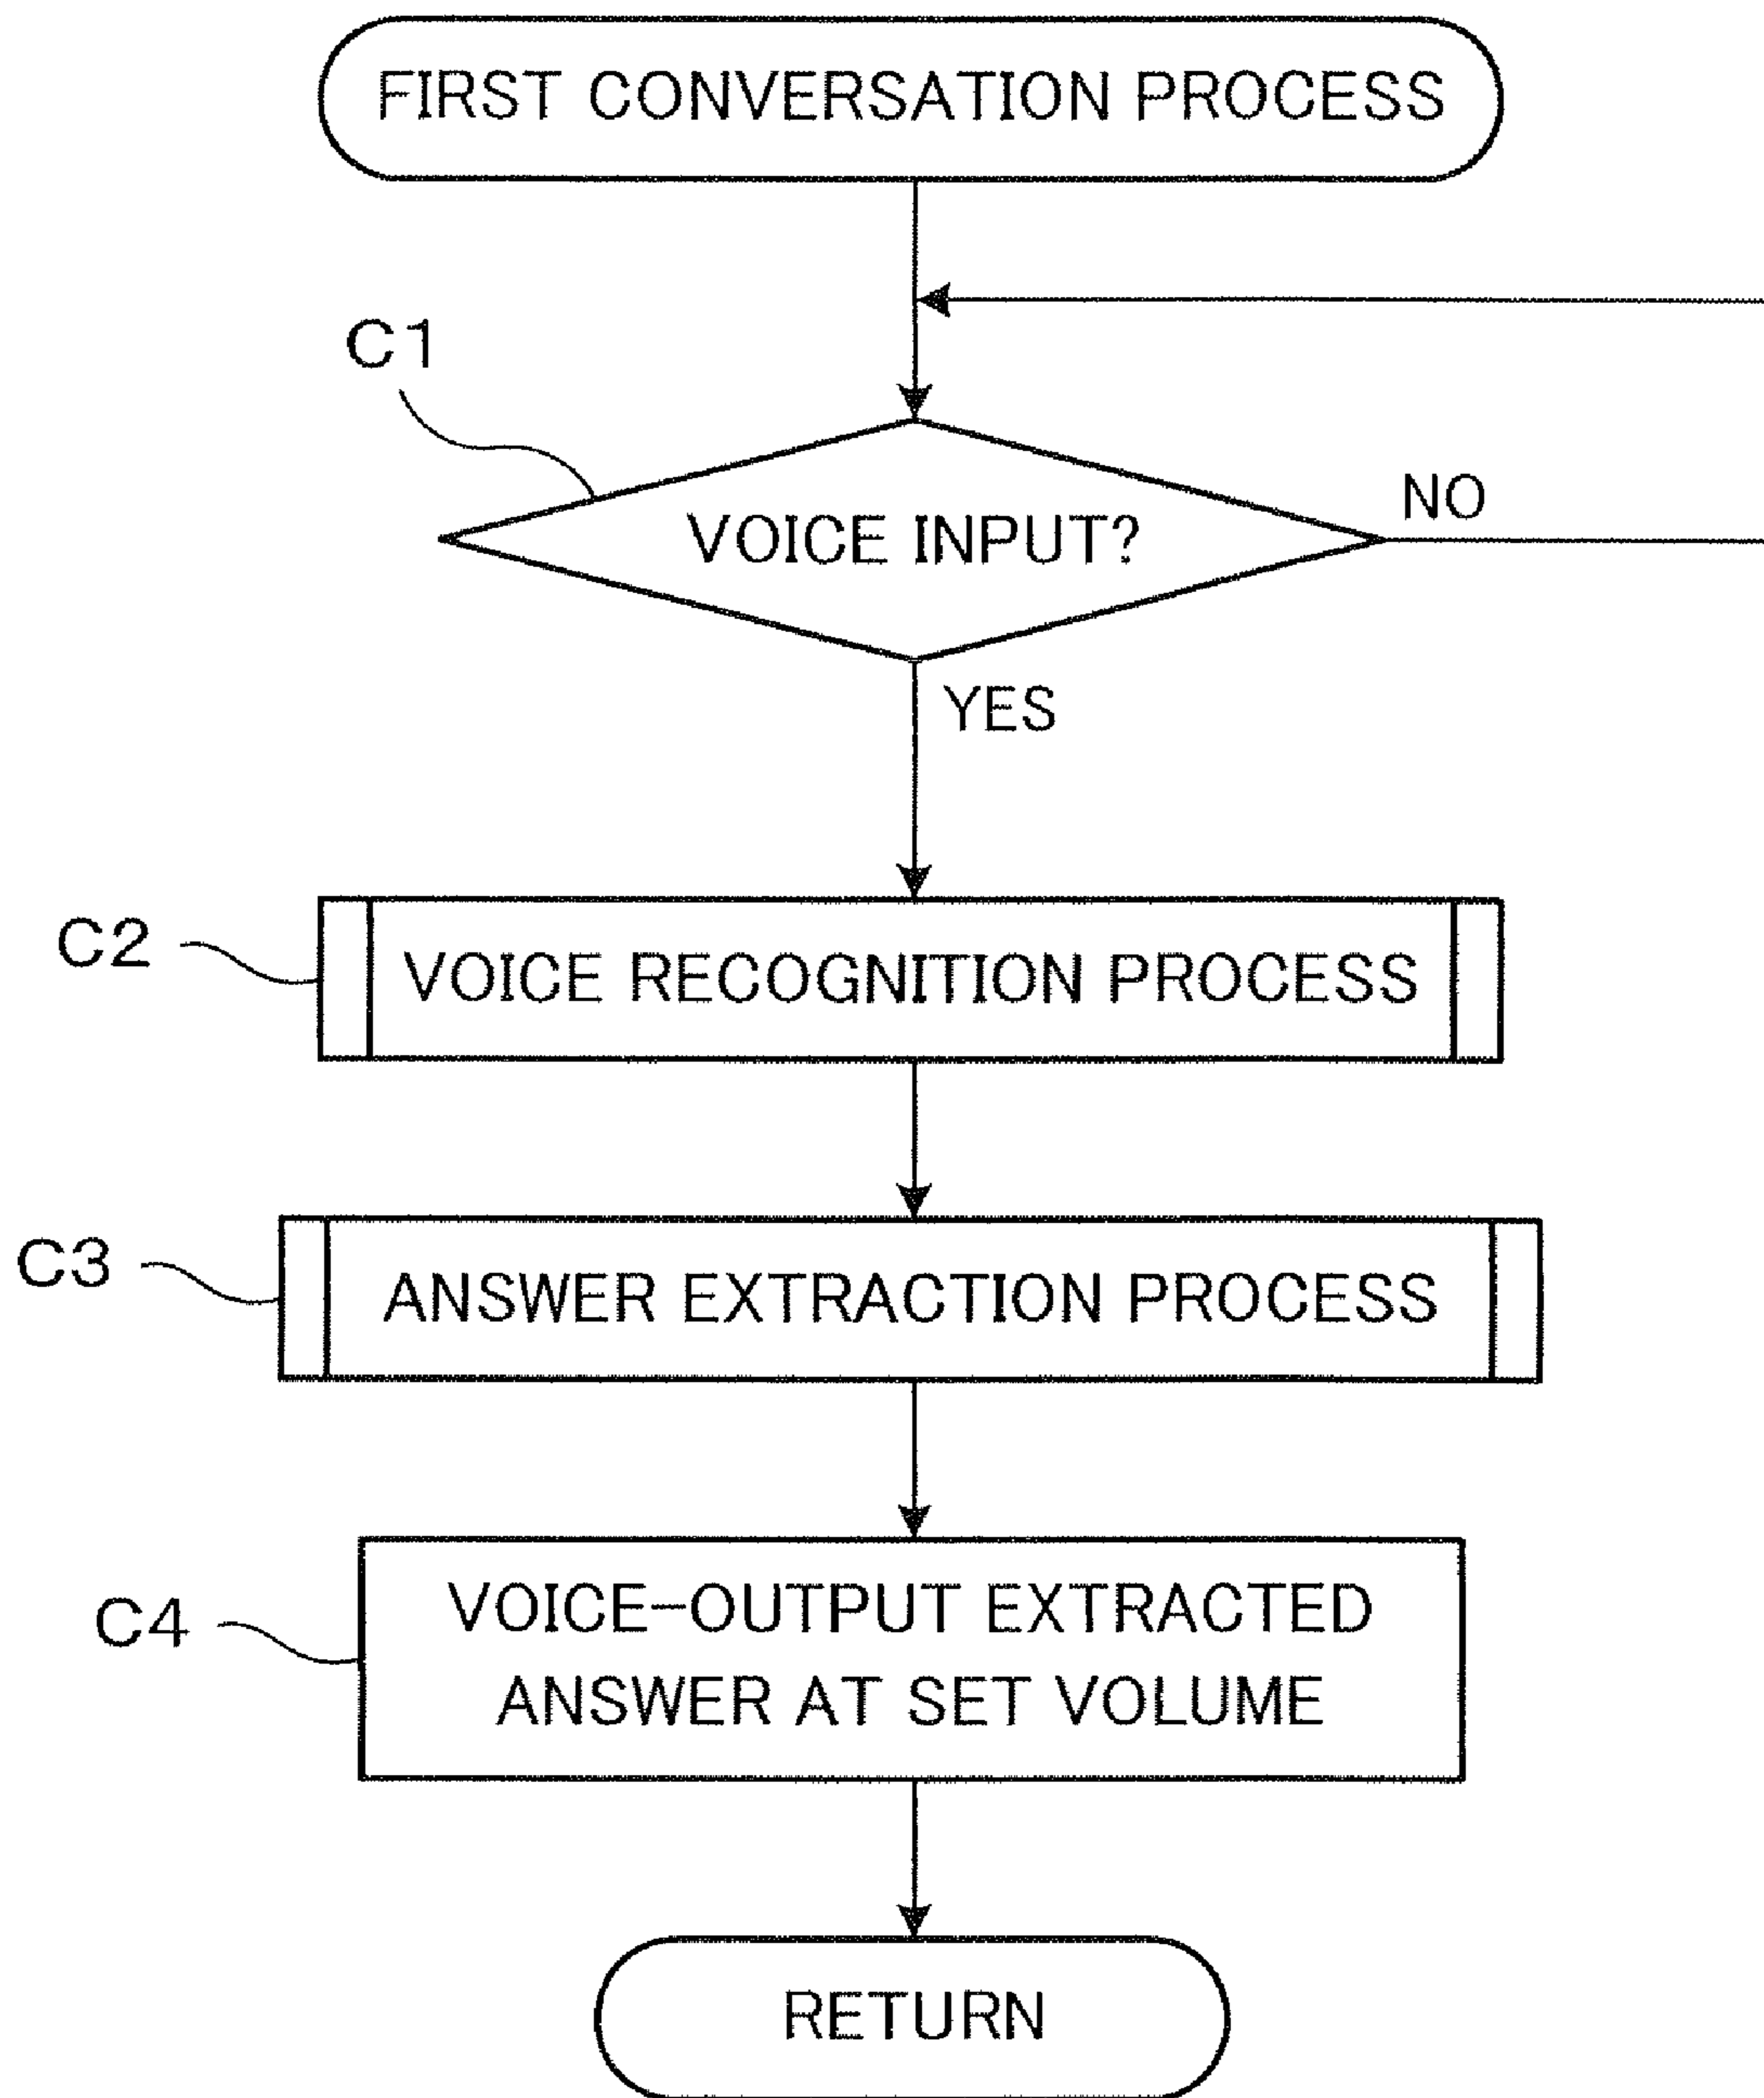 FIRST CONVERSATION PROCESS
C1
VOICE INPUT?
NO
YES
C2
VOICE RECOGNITION PROCESS
C3
ANSWER EXTRACTION PROCESS
C4
VOICE-OUTPUT EXTRACTED
ANSWER AT SET VOLUME
RETURN